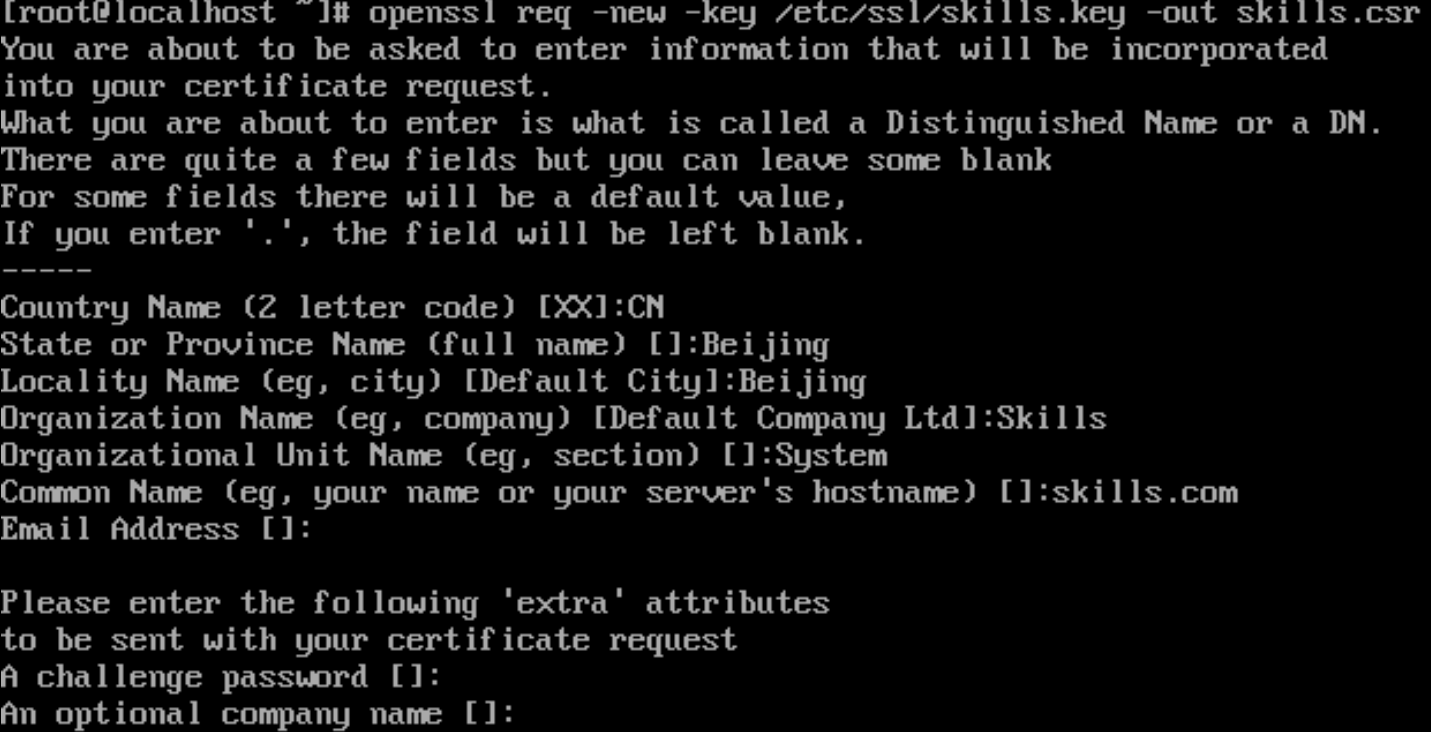 [root@localhost ~]# openssl req -new -key /etc/ssl/skills.key -out skills.csr
You are about to be asked to enter information that will be incorporated
into your certificate request.
What you are about to enter is what is called a Distinguished Name or a DN.
There are quite a few fields but you can leave some blank
For some fields there will be a default value,
If you enter '.', the field will be left blank.
-----
Country Name (2 letter code) [XX]:CN
State or Province Name (full name) []:Beijing
Locality Name (eg, city) [Default City]:Beijing
Organization Name (eg, company) [Default Company Ltd]:Skills
Organizational Unit Name (eg, section) []:System
Common Name (eg, your name or your server's hostname) []:skills.com
Email Address []:
Please enter the following 'extra' attributes
to be sent with your certificate request
A challenge password []:
An optional company name []: